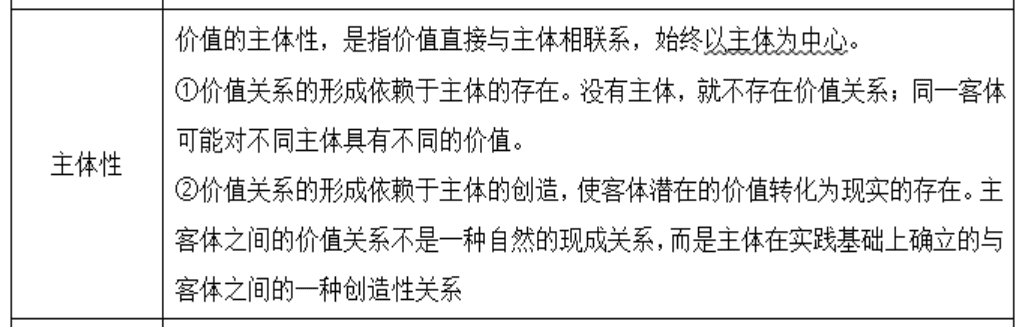 主体性
价值的主体性，是指价值直接与主体相联系，始终以主体为中心。
①价值关系的形成依赖于主体的存在。没有主体，就不存在价值关系；同一客体
可能对不同主体具有不同的价值。
②价值关系的形成依赖于主体的创造，使客体潜在的价值转化为现实的存在。主
客体之间的价值关系不是一种自然的现成关系，而是主体在实践基础上确立的与
客体之间的一种创造性关系